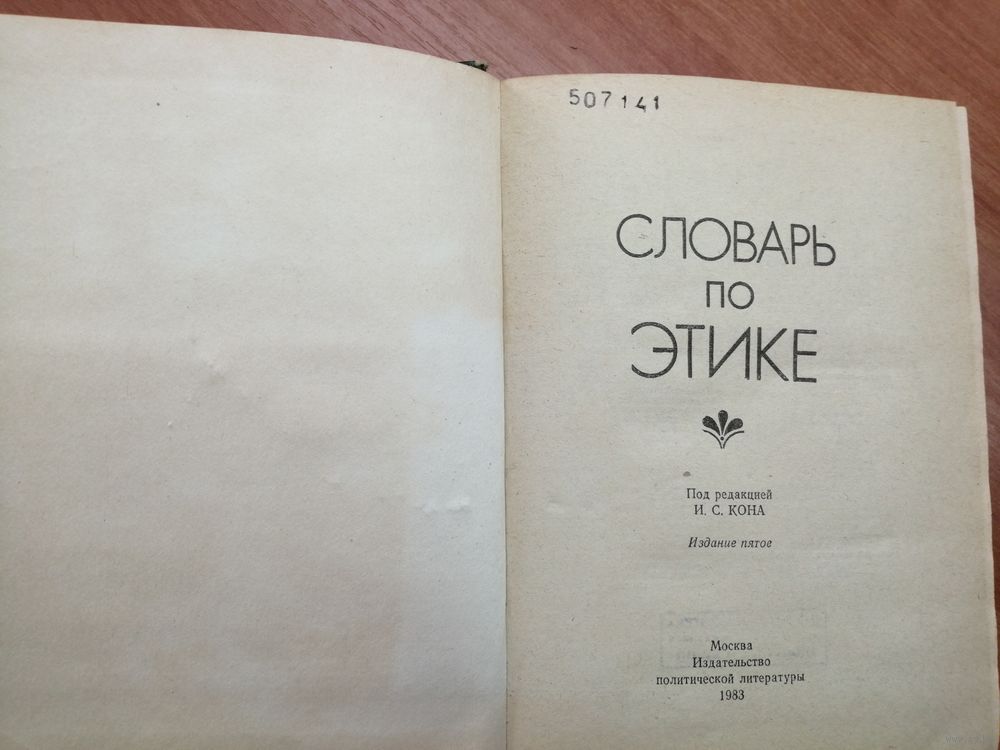 507141
СЛОВАРЬ
ПО
ЭТИКЕ
Под редакцией
И. С. КОНА
Издание пятое
Москва
Издательство
политической литературы
1983